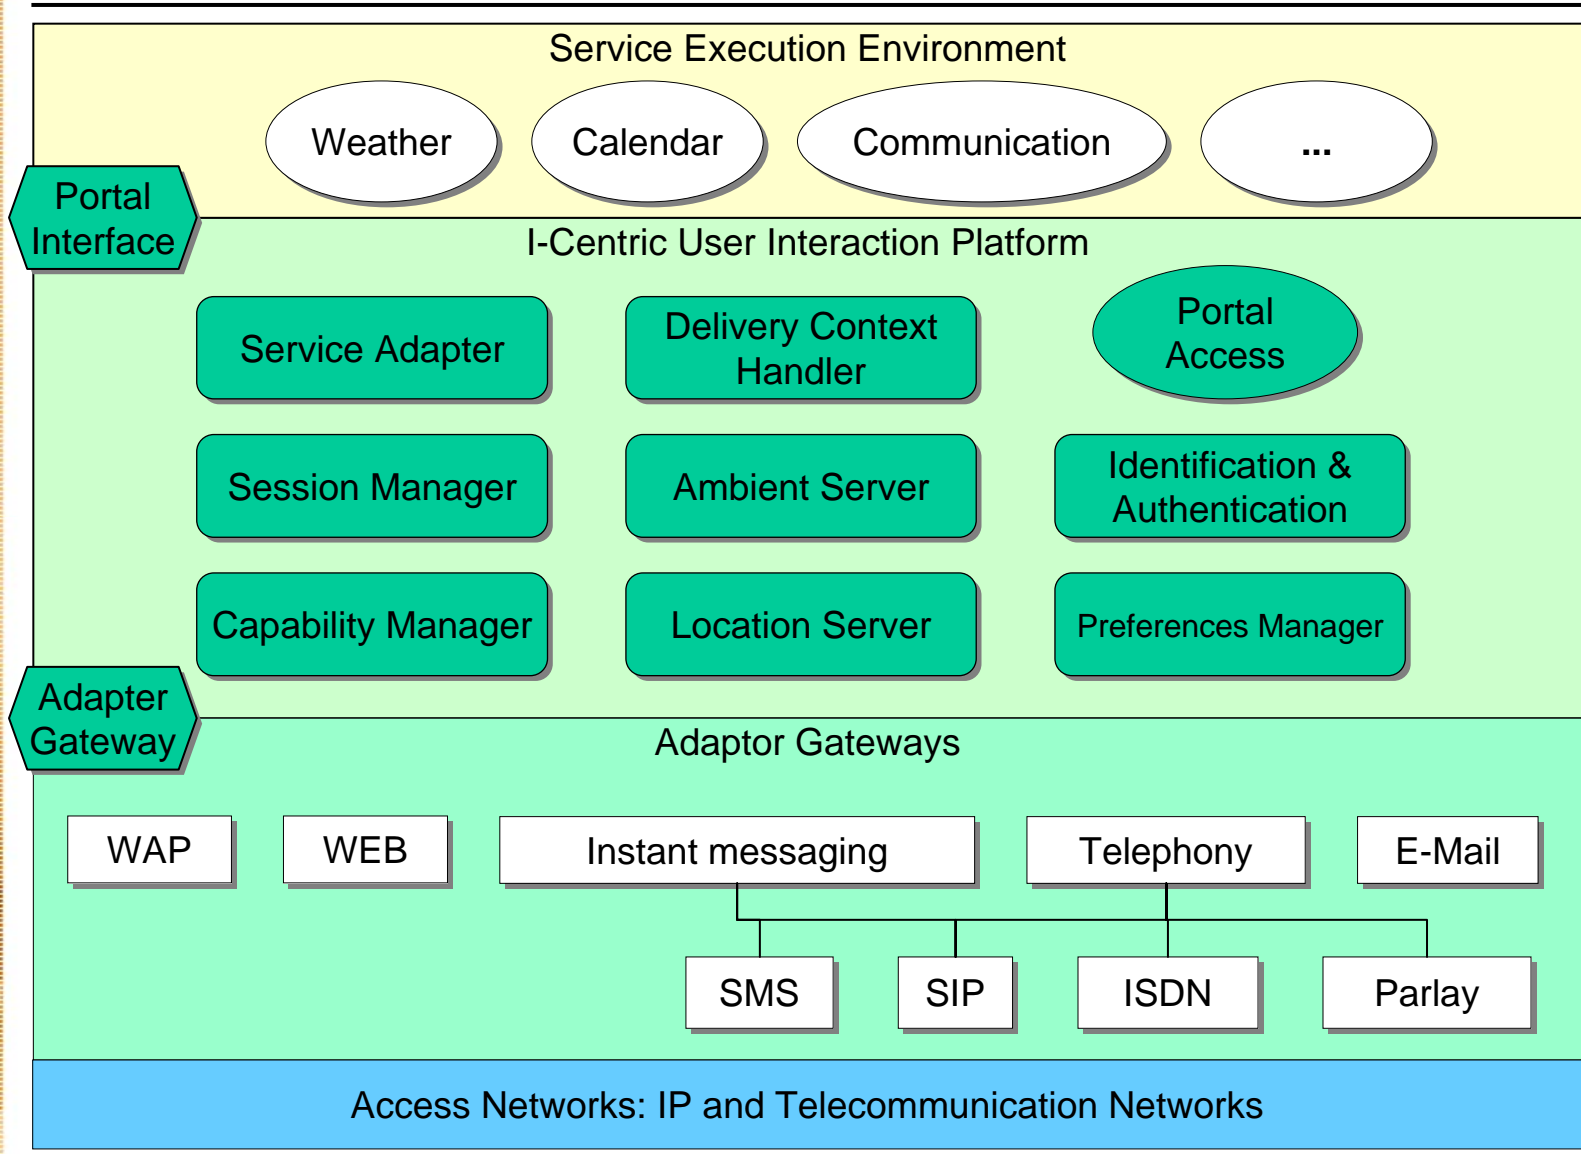 Service Execution Environment
Weather
Calendar
Communication
...
Portal
Interface
I-Centric User Interaction Platform
Service Adapter
Delivery Context
Handler
Portal
Access
Session Manager
Ambient Server
Identification &
Authentication
Capability Manager
Location Server
Preferences Manager
Adapter
Gateway
Adaptor Gateways
WAP
WEB
Instant messaging
Telephony
E-Mail
SMS
SIP
ISDN
Parlay
Access Networks: IP and Telecommunication Networks